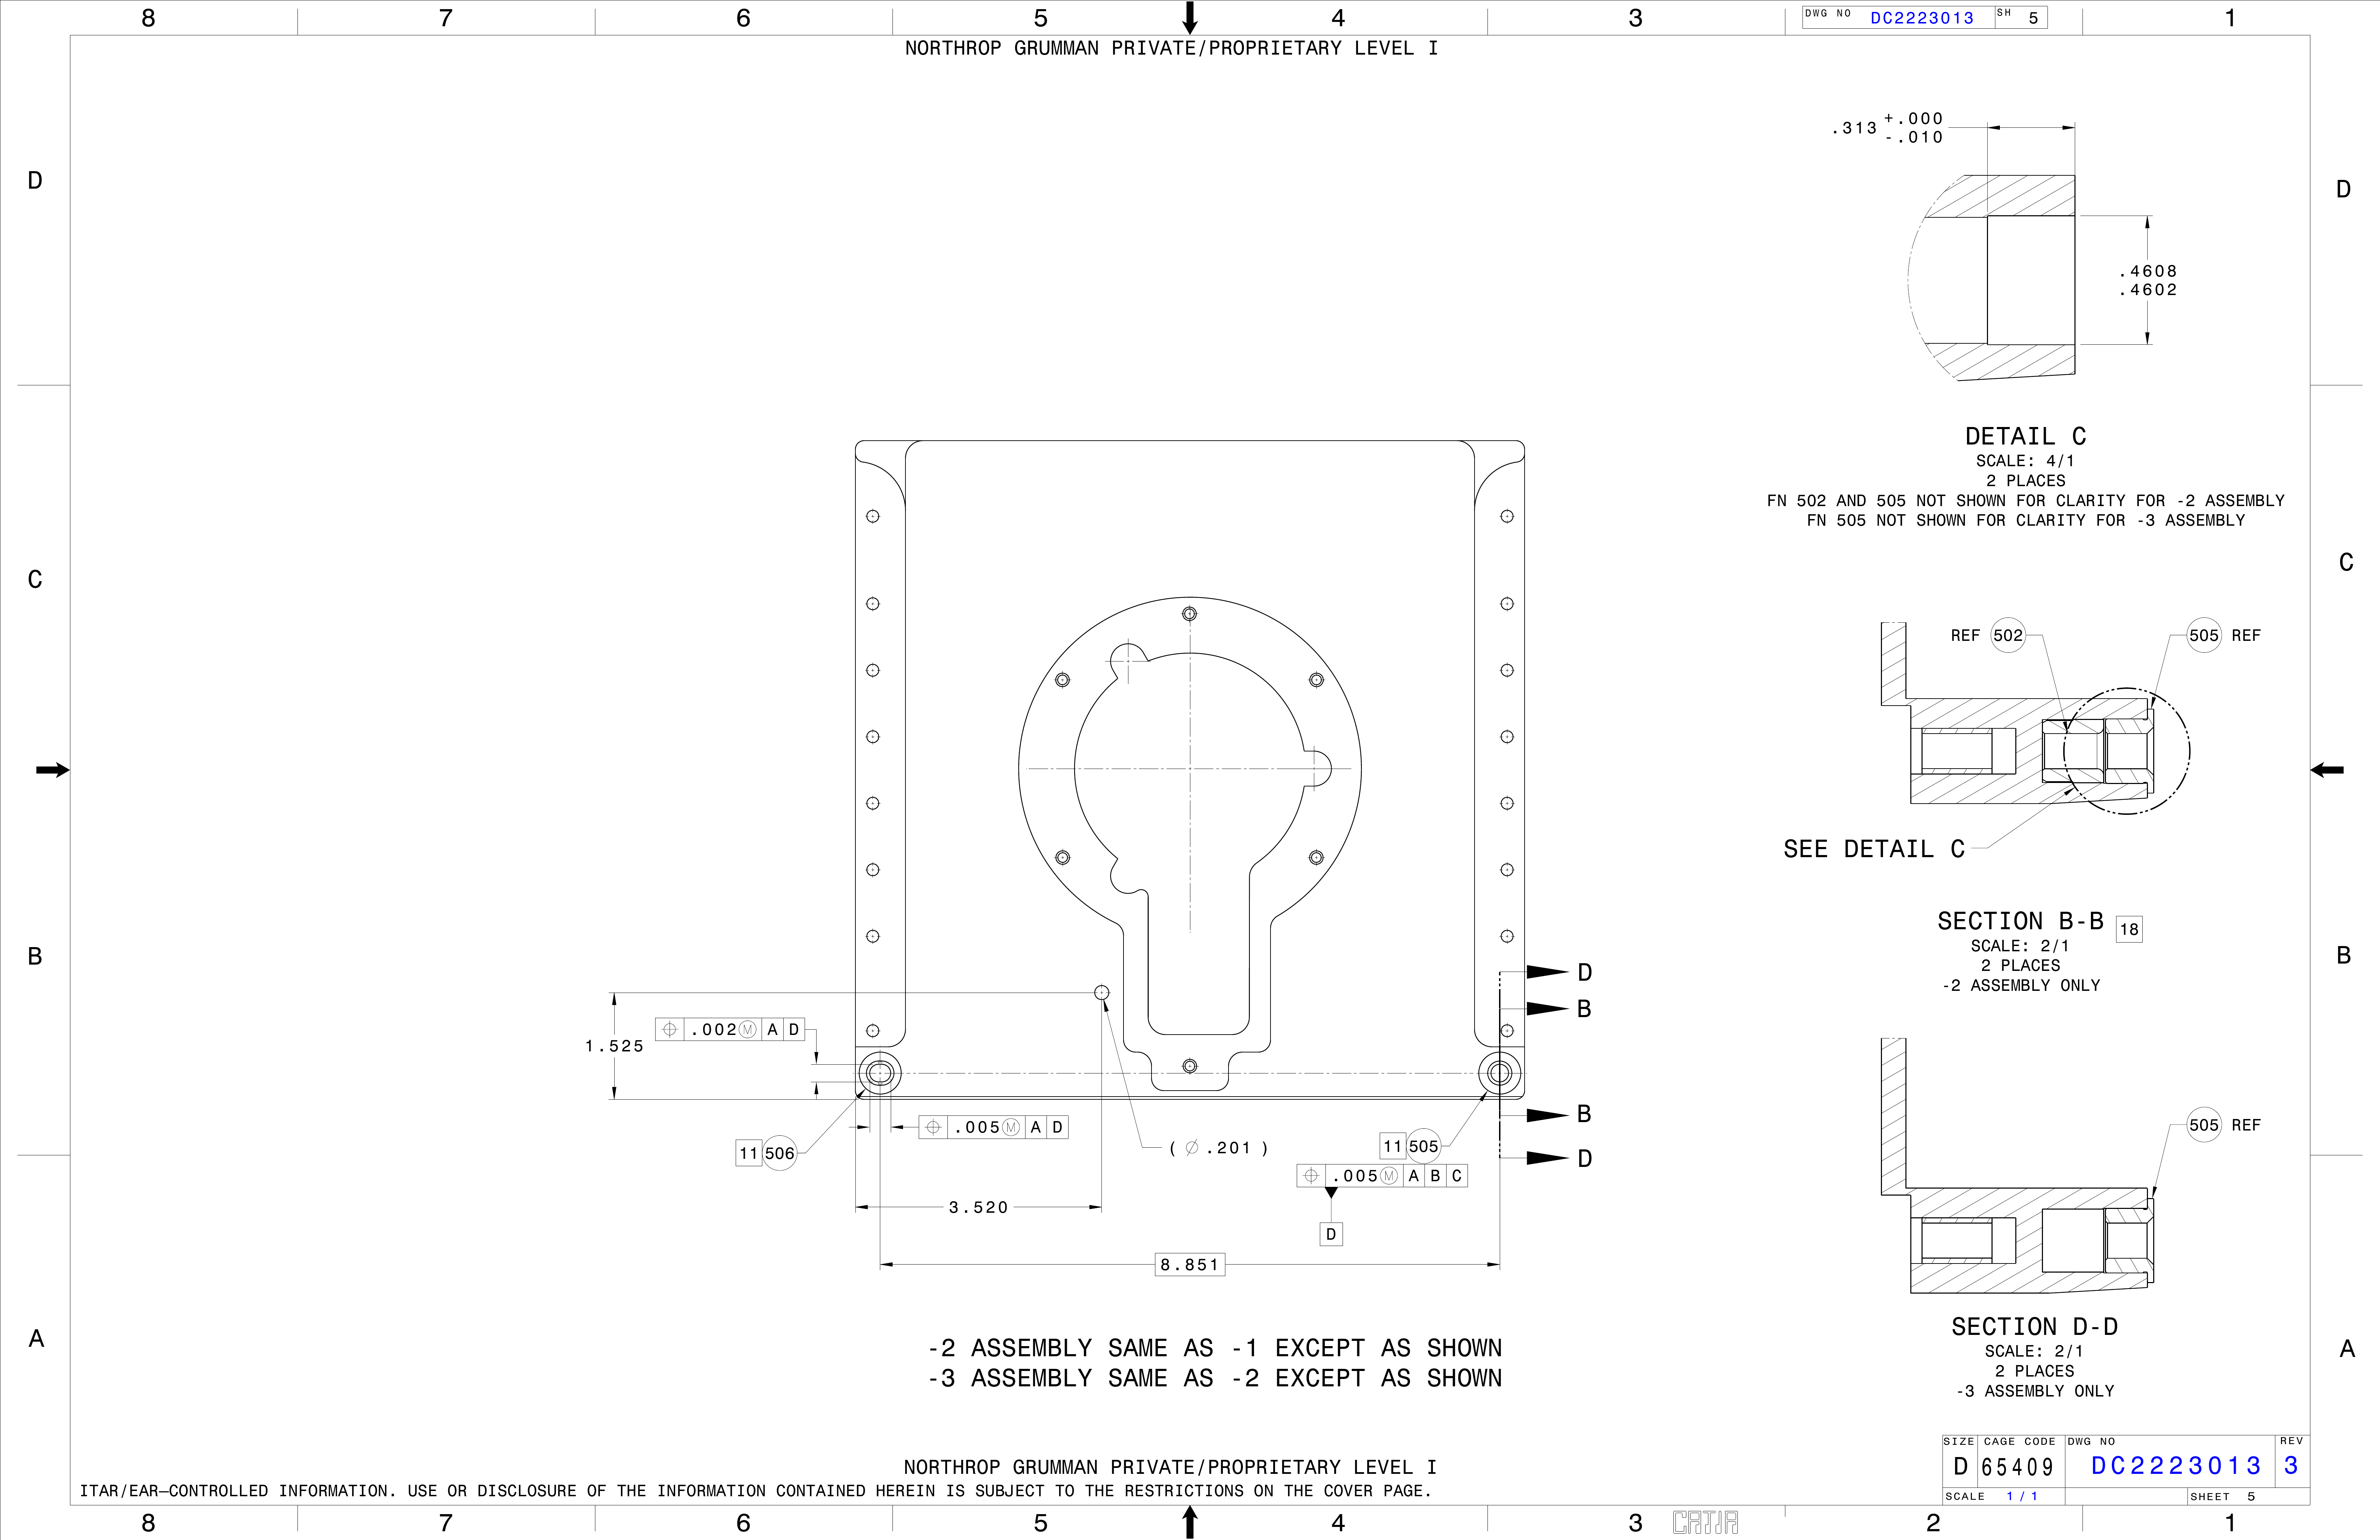 8 7 6 5 4 3 1
DWG NO DC2223013 SH 5
NORTHROP GRUMMAN PRIVATE/PROPRIETARY LEVEL I
.313 +.000
-.010
D D
.4608
.4602
DETAIL C
SCALE: 4/1
2 PLACES
FN 502 AND 505 NOT SHOWN FOR CLARITY FOR -2 ASSEMBLY
FN 505 NOT SHOWN FOR CLARITY FOR -3 ASSEMBLY
C C
REF 502 505 REF
SEE DETAIL C
SECTION B-B 18
SCALE: 2/1
2 PLACES
-2 ASSEMBLY ONLY
B B
D
B
1.525
⌖ .002 Ⓜ A D
⌖ .005 Ⓜ A D
B
D
11 506
( ⌀ .201 )
11 505
⌖ .005 Ⓜ A B C
D
505 REF
3.520
8.851
SECTION D-D
SCALE: 2/1
2 PLACES
-3 ASSEMBLY ONLY
A A
-2 ASSEMBLY SAME AS -1 EXCEPT AS SHOWN
-3 ASSEMBLY SAME AS -2 EXCEPT AS SHOWN
NORTHROP GRUMMAN PRIVATE/PROPRIETARY LEVEL I
ITAR/EAR–CONTROLLED INFORMATION. USE OR DISCLOSURE OF THE INFORMATION CONTAINED HEREIN IS SUBJECT TO THE RESTRICTIONS ON THE COVER PAGE.
SIZE CAGE CODE DWG NO REV
D 65409 DC2223013 3
SCALE 1 / 1 SHEET 5
8 7 6 5 4 3 CATIA 2 1